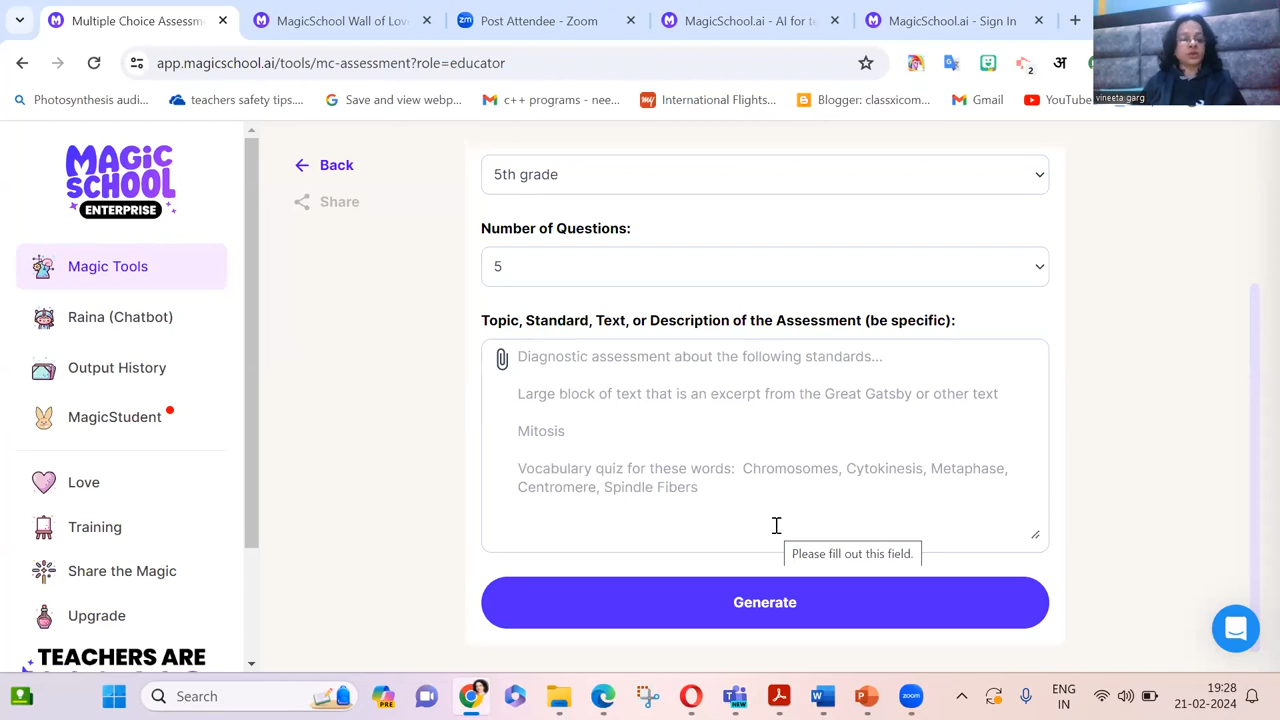 Multiple Choice Assessm
MagicSchool Wall of Lov
Post Attendee - Zoom
MagicSchool.ai - AI for te
MagicSchool.ai - Sign In
app.magicschool.ai/tools/mc-assessment?role=educator
2
अ
Photosynthesis audi...
teachers safety tips....
Save and view webp...
c++ programs - nee...
International Flights...
Bloggingclassxicom...
Gmail
YouTube
vineeta garg
MAGiC
SCHOOL
ENTERPRISE
Magic Tools
Raina (Chatbot)
Output History
MagicStudent
Love
Training
Share the Magic
Upgrade
TEACHERS ARE
Back
Share
5th grade
Number of Questions:
5
Topic, Standard, Text, or Description of the Assessment (be specific):
Diagnostic assessment about the following standards...
Large block of text that is an excerpt from the Great Gatsby or other text
Mitosis
Vocabulary quiz for these words: Chromosomes, Cytokinesis, Metaphase,
Centromere, Spindle Fibers
Please fill out this field.
Generate
Search
PRE
NEW
zoom
ENG
IN
19:28
21-02-2024